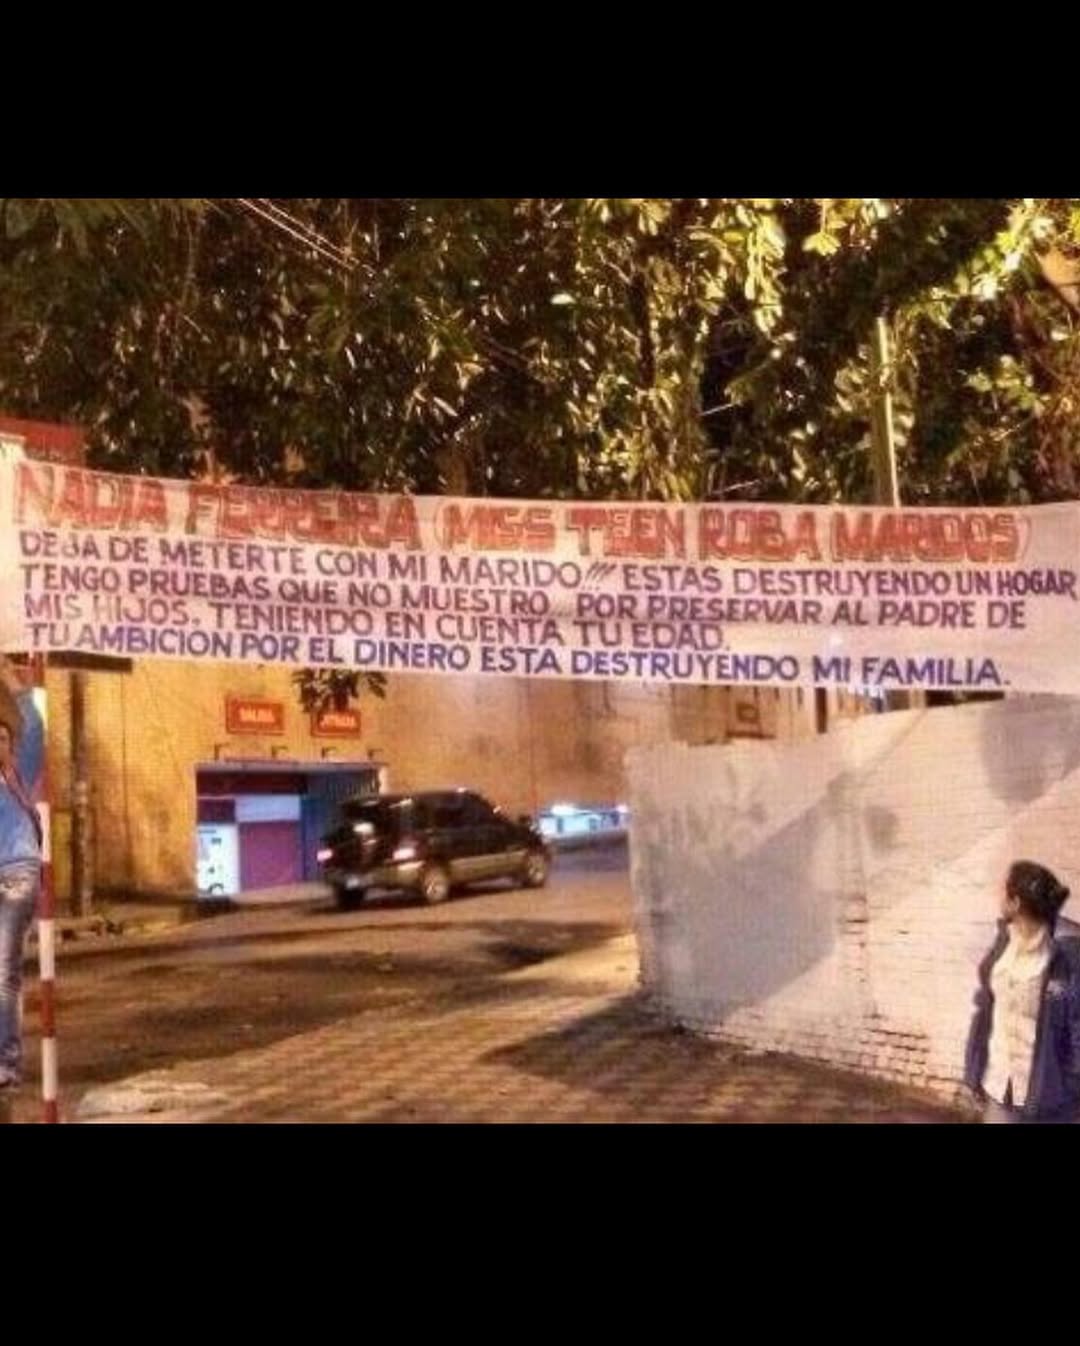 NADIA FERREIRA (MISS TEEN ROBA MARIDOS)
DEJA DE METERTE CON MI MARIDO!!! ESTAS DESTRUYENDO UN HOGAR
TENGO PRUEBAS QUE NO MUESTRO... POR PRESERVAR AL PADRE DE
MIS HIJOS. TENIENDO EN CUENTA TU EDAD.
TU AMBICION POR EL DINERO ESTA DESTRUYENDO MI FAMILIA.
SALIDA